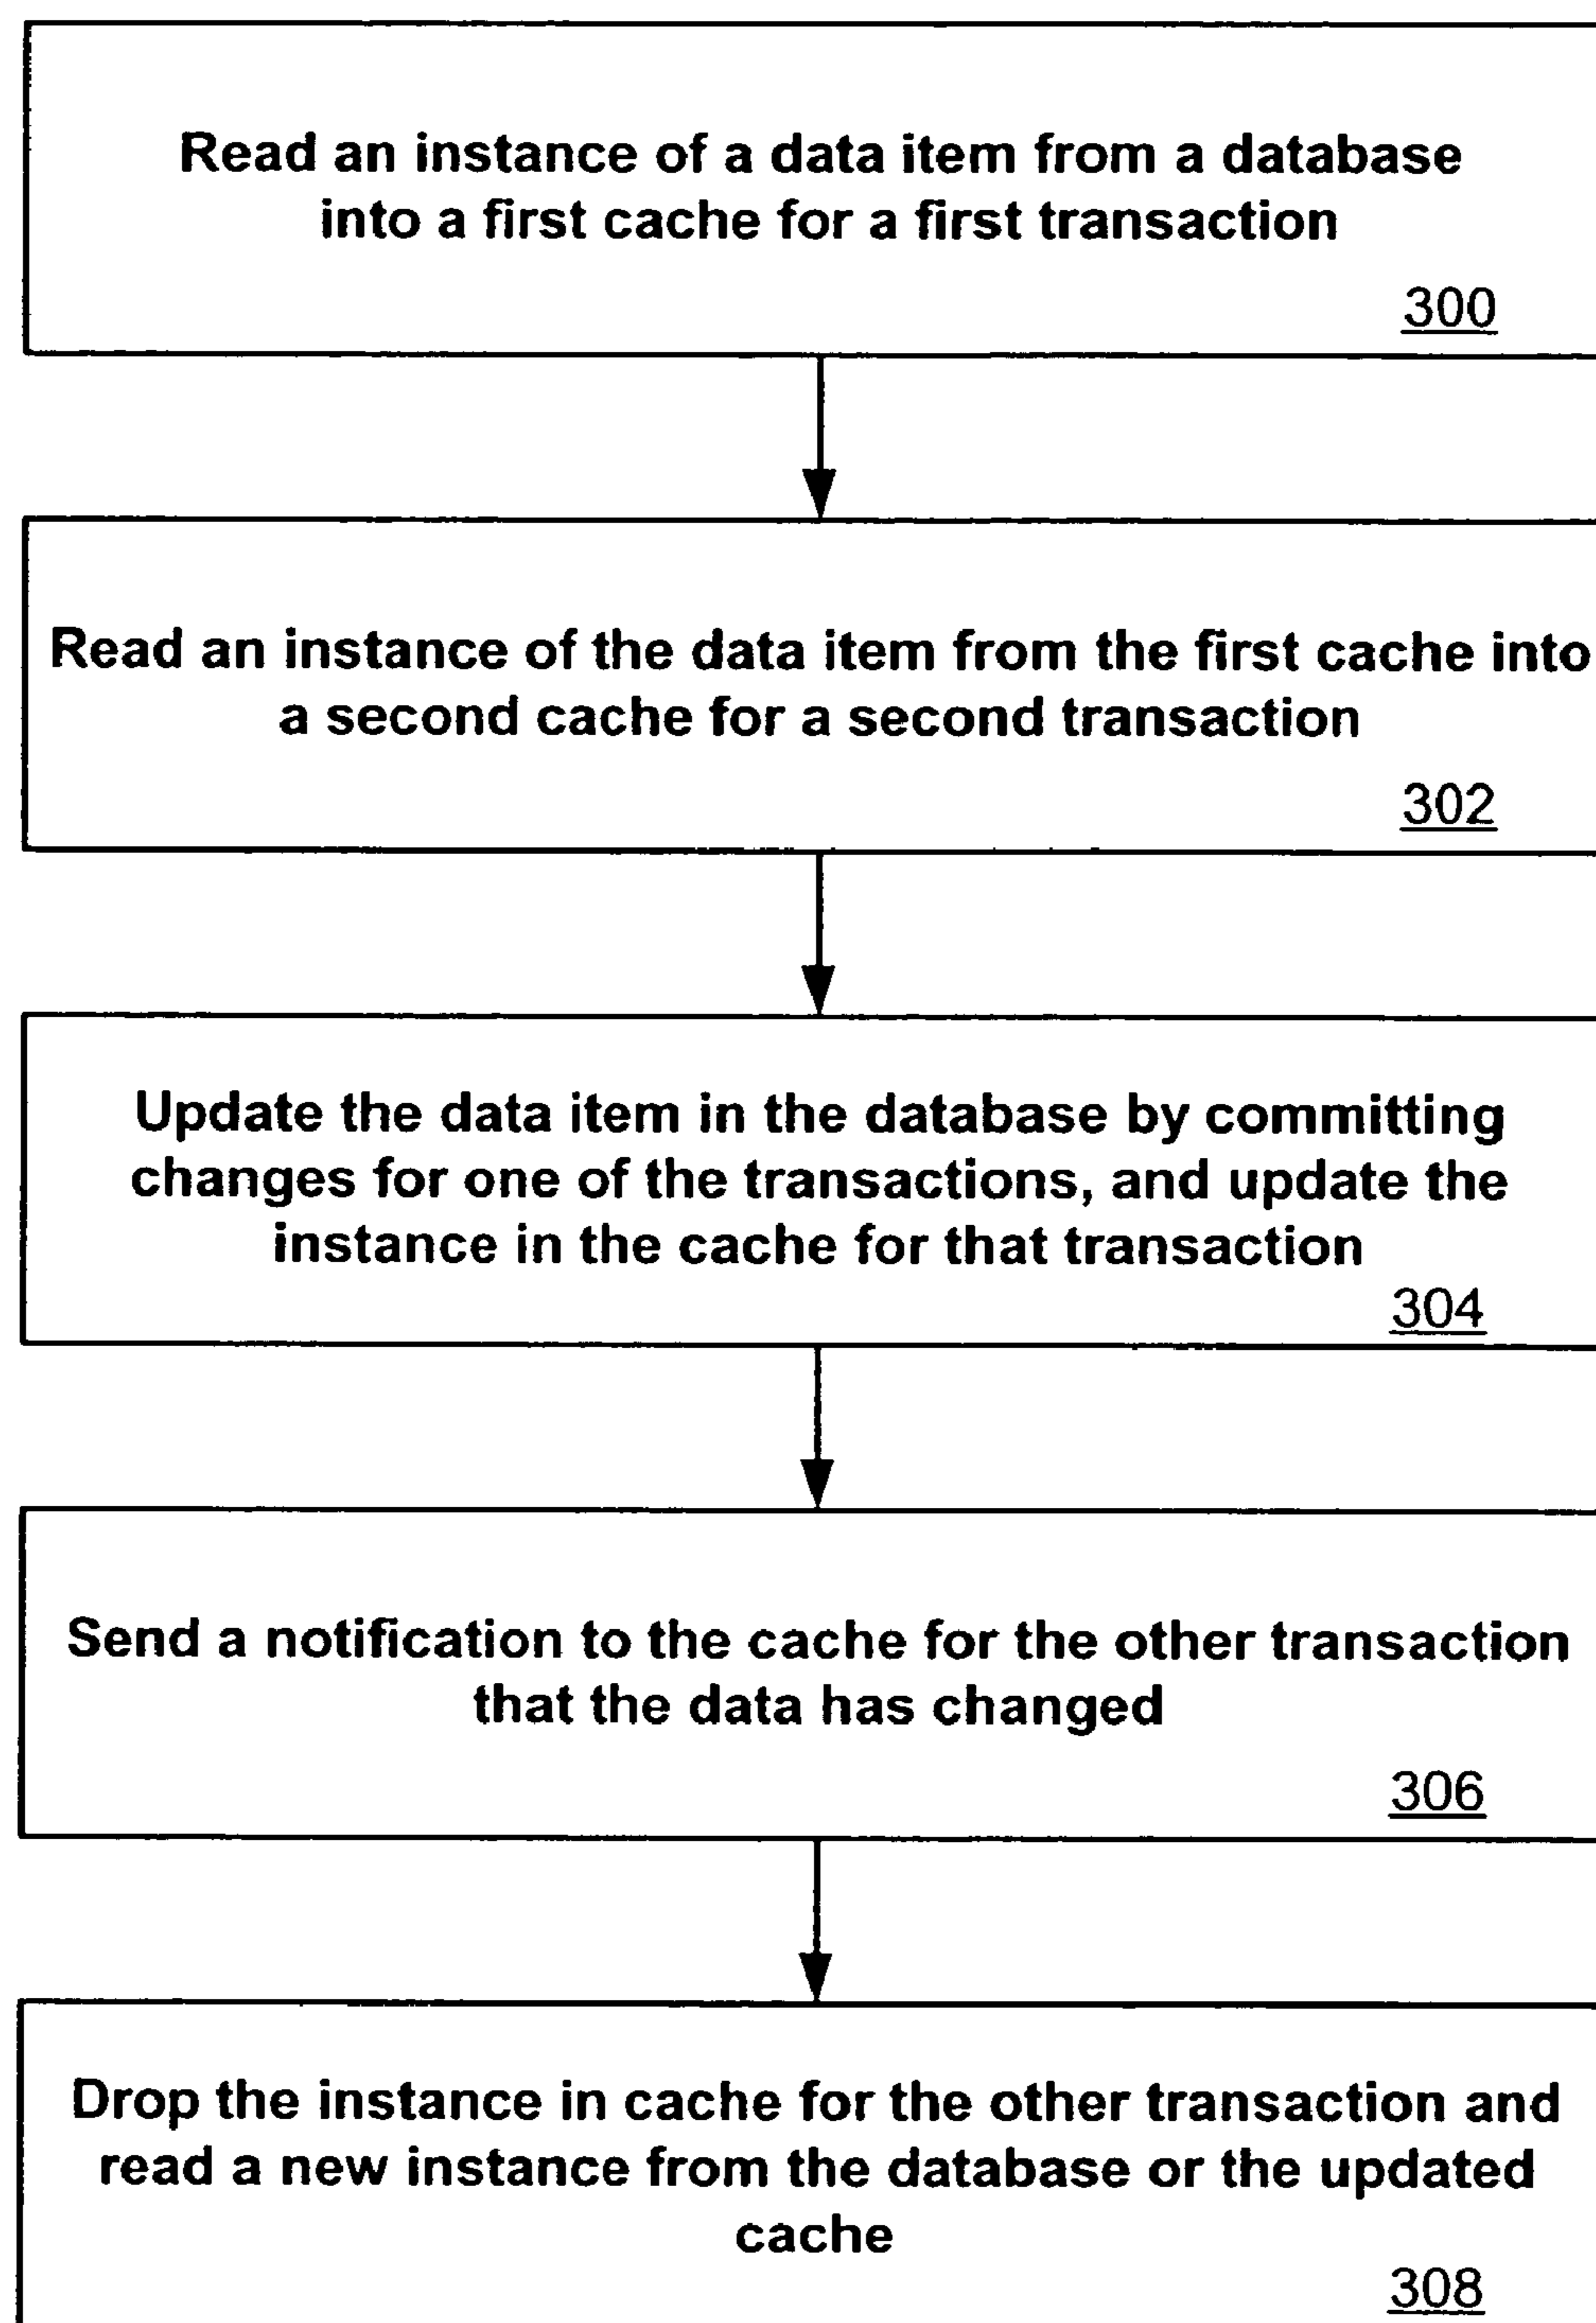 Read an instance of a data item from a database
into a first cache for a first transaction
300
Read an instance of the data item from the first cache into
a second cache for a second transaction
302
Update the data item in the database by committing
changes for one of the transactions, and update the
instance in the cache for that transaction
304
Send a notification to the cache for the other transaction
that the data has changed
306
Drop the instance in cache for the other transaction and
read a new instance from the database or the updated
cache
308